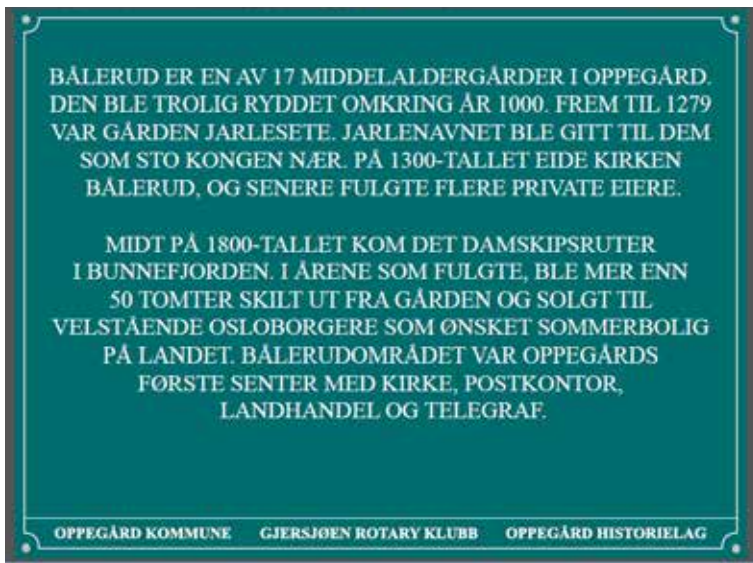 BÅLERUD ER EN AV 17 MIDDELALDERGÅRDER I OPPEGÅRD.
DEN BLE TROLIG RYDDET OMKRING ÅR 1000. FREM TIL 1279
VAR GÅRDEN JARLESETE. JARLENAVNET BLE GITT TIL DEM
SOM STO KONGEN NÆR. PÅ 1300-TALLET EIDE KIRKEN
BÅLERUD, OG SENERE FULGTE FLERE PRIVATE EIERE.
MIDT PÅ 1800-TALLET KOM DET DAMSKIPSRUTER
I BUNNEFJORDEN. I ÅRENE SOM FULGTE, BLE MER ENN
50 TOMTER SKILT UT FRA GÅRDEN OG SOLGT TIL
VELSTÅENDE OSLOBORGERE SOM ØNSKET SOMMERBOLIG
PÅ LANDET. BÅLERUDOMRÅDET VAR OPPEGÅRDS
FØRSTE SENTER MED KIRKE, POSTKONTOR,
LANDHANDEL OG TELEGRAF.
OPPEGÅRD KOMMUNE GJERSJØEN ROTARY KLUBB OPPEGÅRD HISTORIELAG